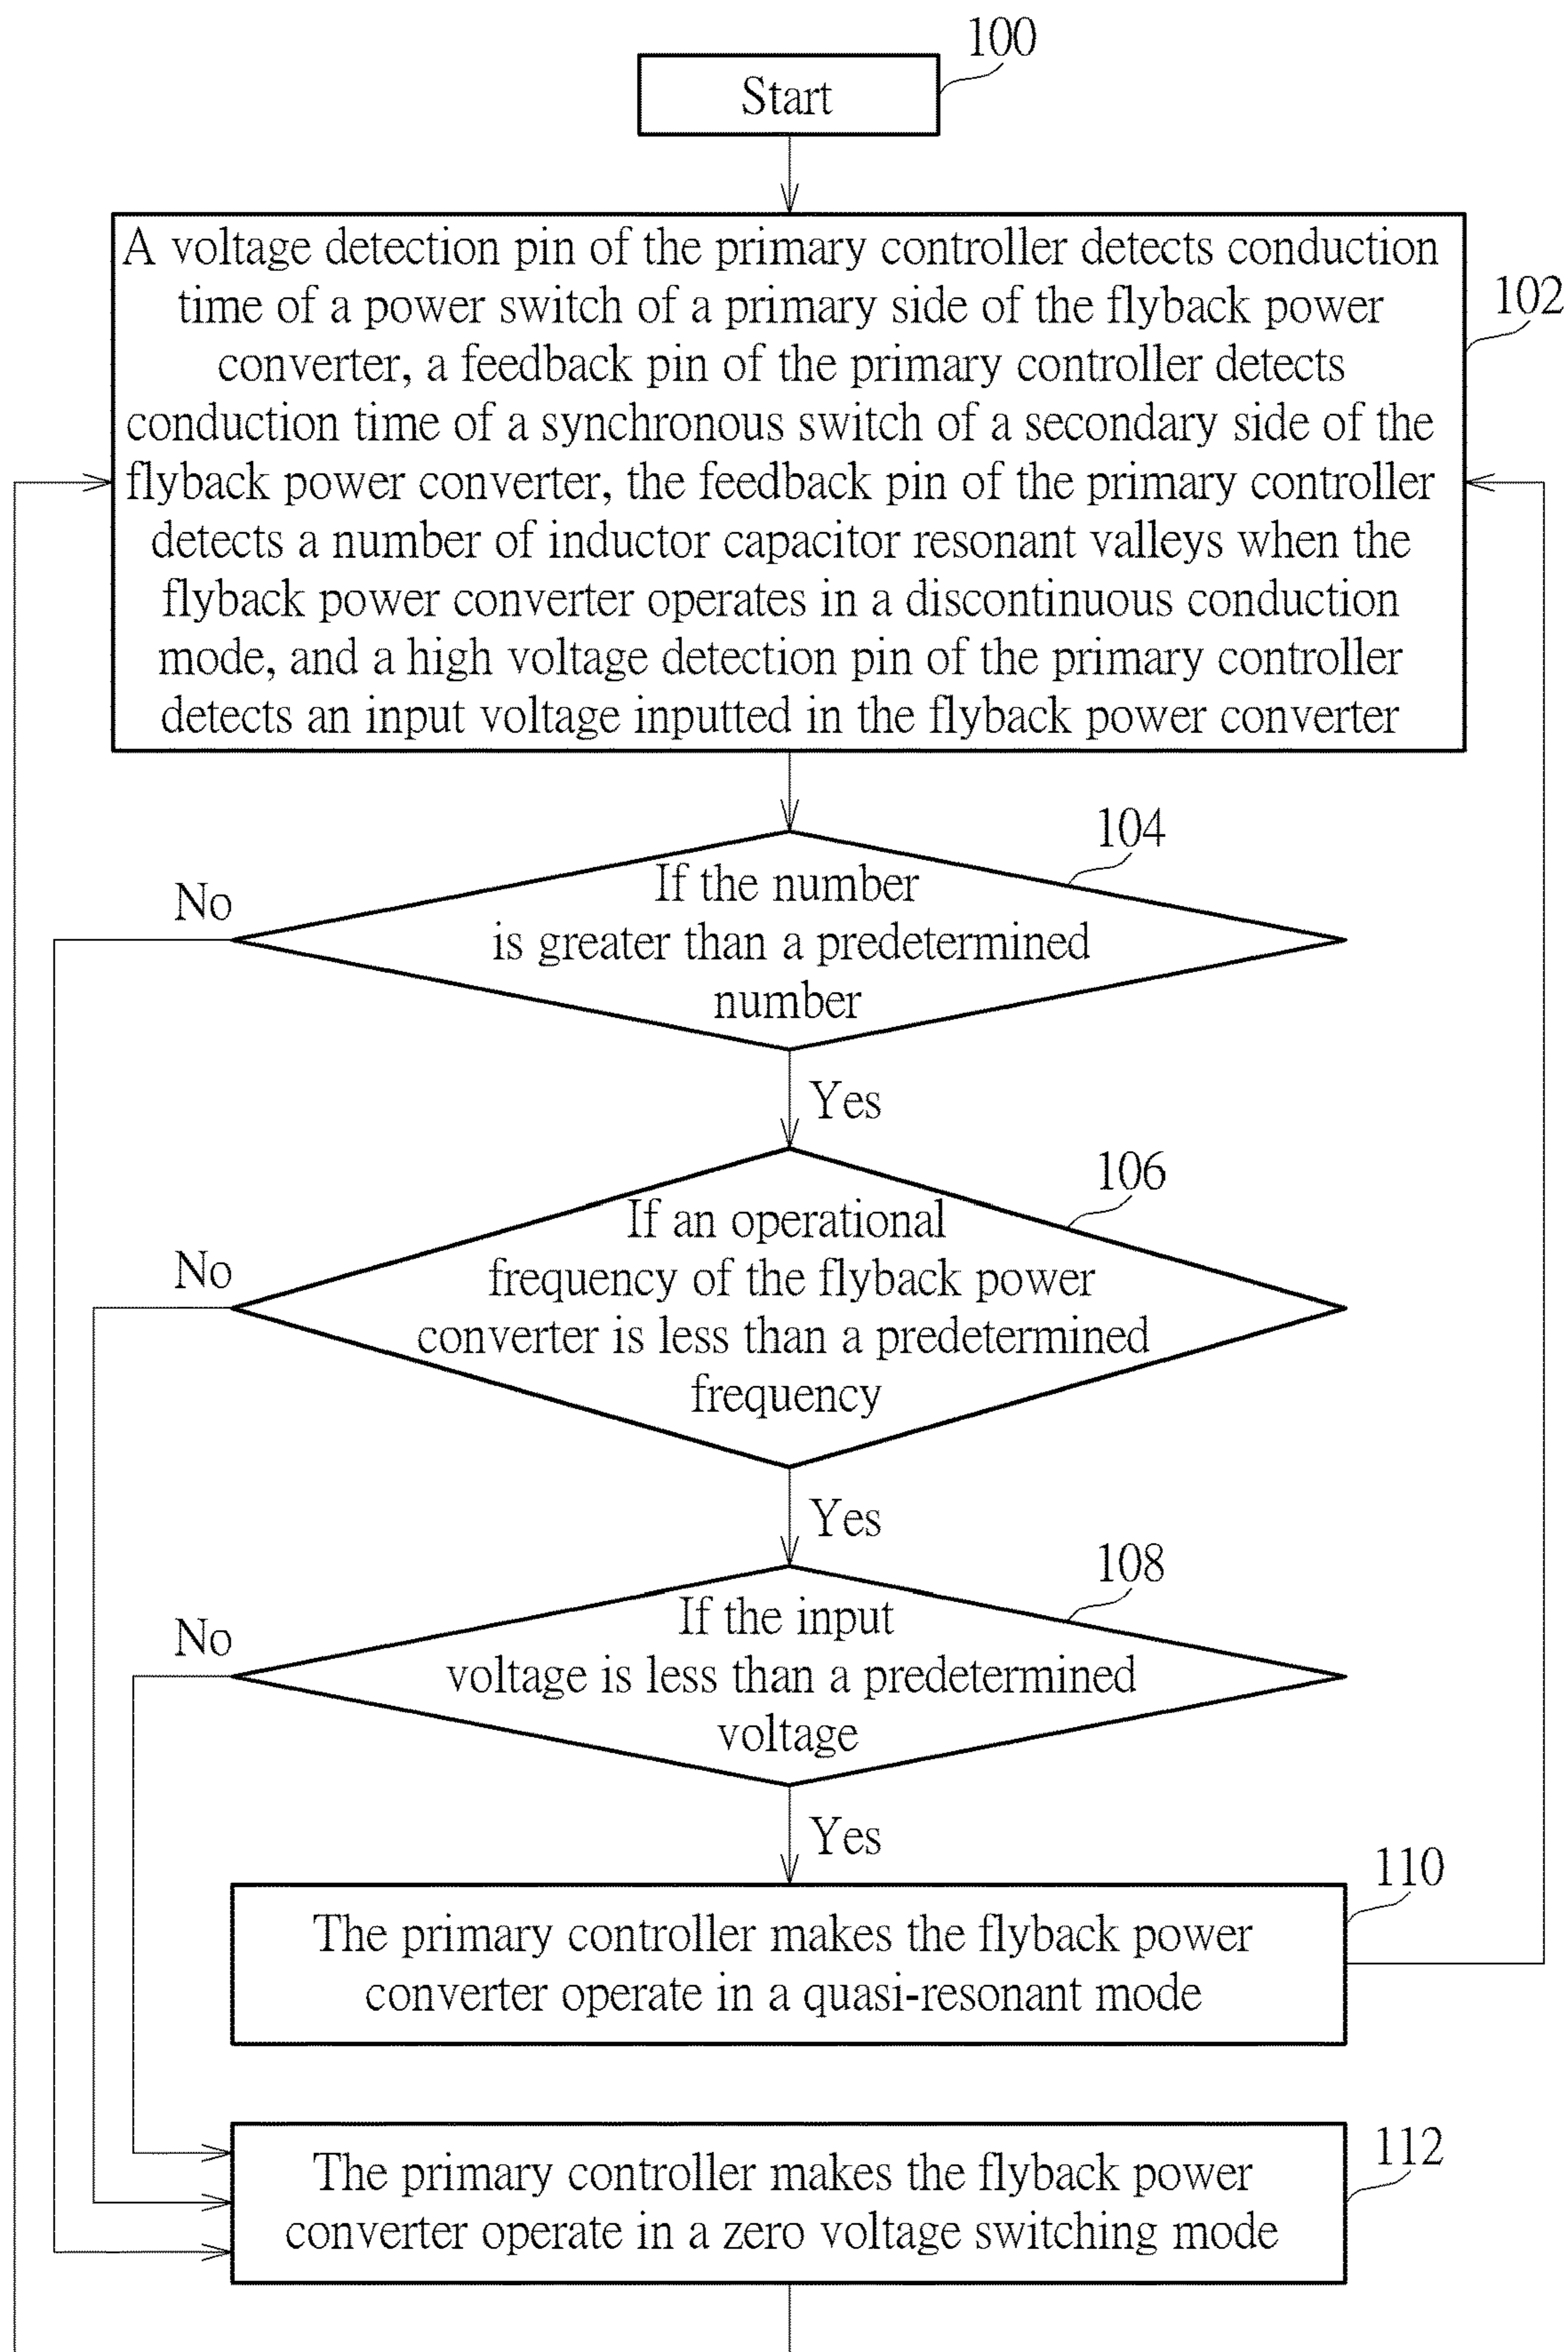 100
Start
102
A voltage detection pin of the primary controller detects conduction
time of a power switch of a primary side of the flyback power
converter, a feedback pin of the primary controller detects
conduction time of a synchronous switch of a secondary side of the
flyback power converter, the feedback pin of the primary controller
detects a number of inductor capacitor resonant valleys when the
flyback power converter operates in a discontinuous conduction
mode, and a high voltage detection pin of the primary controller
detects an input voltage inputted in the flyback power converter
104
If the number
is greater than a predetermined
number
No
Yes
106
If an operational
frequency of the flyback power
converter is less than a predetermined
frequency
No
Yes
108
If the input
voltage is less than a predetermined
voltage
No
Yes
110
The primary controller makes the flyback power
converter operate in a quasi-resonant mode
112
The primary controller makes the flyback power
converter operate in a zero voltage switching mode